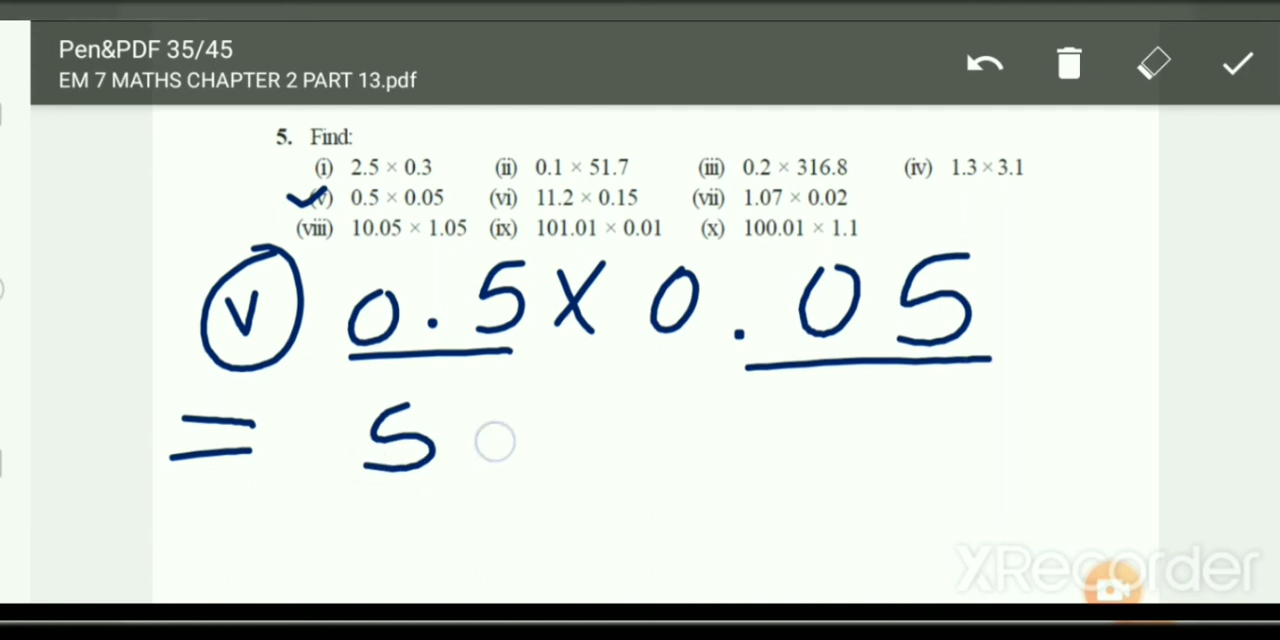 Pen&PDF 35/45
EM 7 MATHS CHAPTER 2 PART 13.pdf
5. Find:
(i) 2.5 × 0.3 (ii) 0.1 × 51.7 (iii) 0.2 × 316.8 (iv) 1.3 × 3.1
(v) 0.5 × 0.05 (vi) 11.2 × 0.15 (vii) 1.07 × 0.02
(viii) 10.05 × 1.05 (ix) 101.01 × 0.01 (x) 100.01 × 1.1
V 0.5 × 0.05
= 5
XRecorder